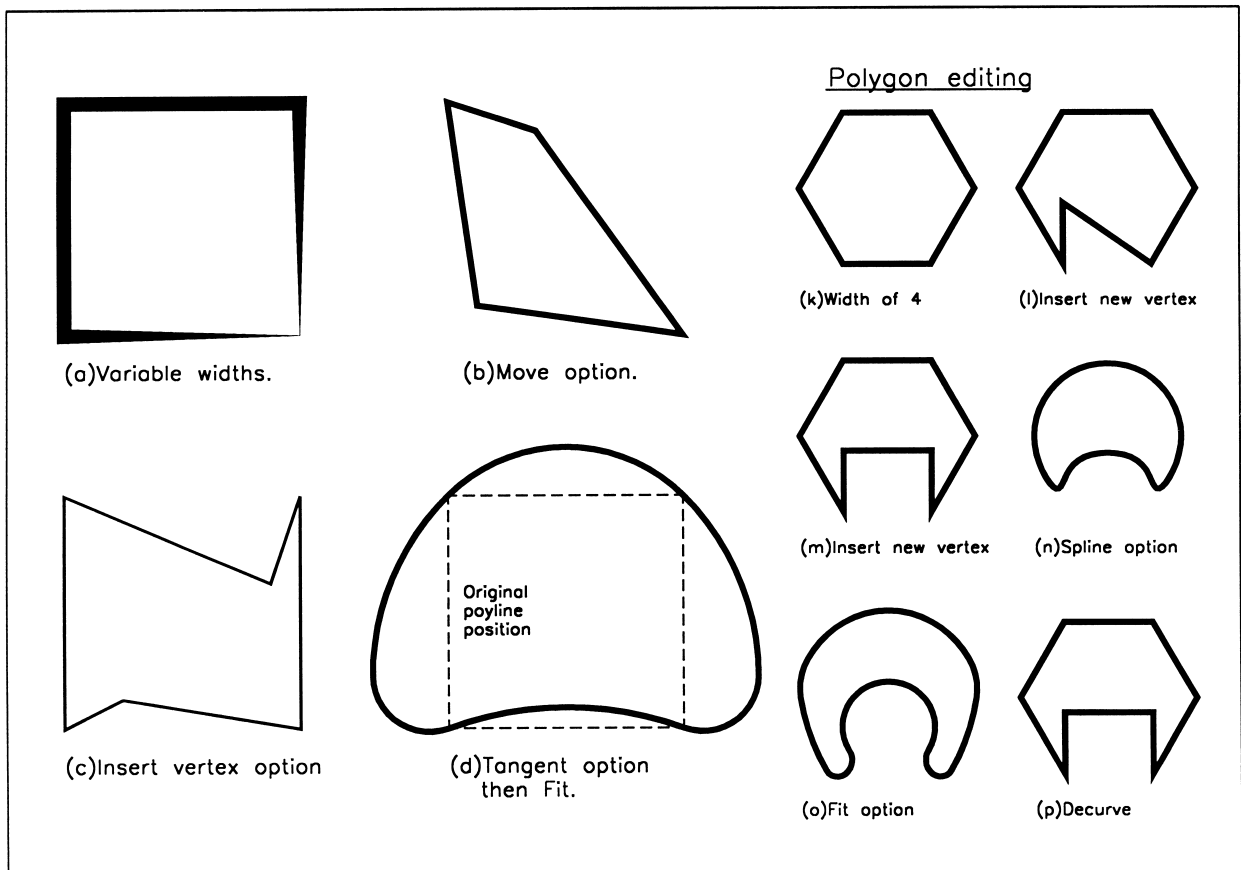 Polygon editing
(a)Variable widths.
(b)Move option.
(k)Width of 4
(l)Insert new vertex
(m)Insert new vertex
(n)Spline option
Original
poyline
position
(c)Insert vertex option
(d)Tangent option
then Fit.
(o)Fit option
(p)Decurve